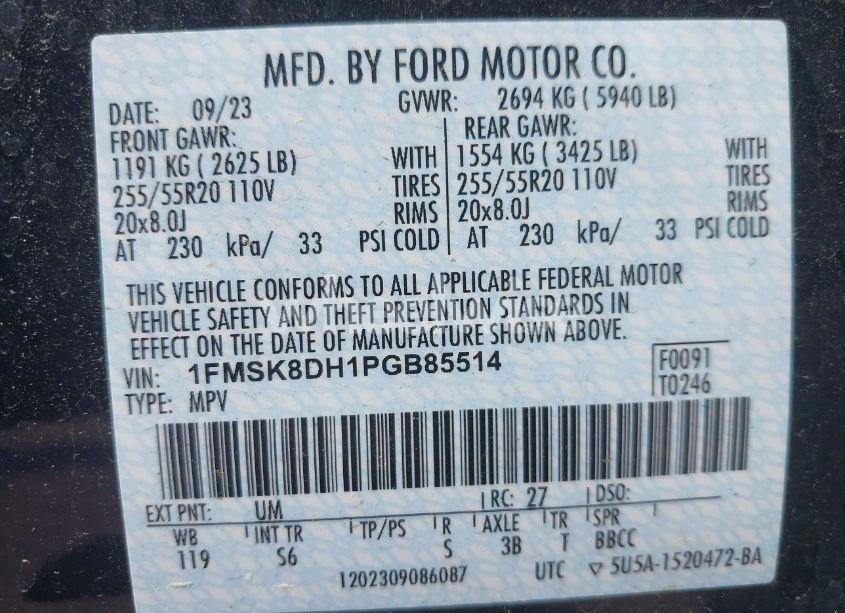 MFD. BY FORD MOTOR CO.
DATE: 09/23 GVWR: 2694 KG ( 5940 LB)
FRONT GAWR: REAR GAWR:
1191 KG ( 2625 LB) WITH 1554 KG ( 3425 LB) WITH
255/55R20 110V TIRES 255/55R20 110V TIRES
20x8.0J RIMS 20x8.0J RIMS
AT 230 kPa/ 33 PSI COLD AT 230 kPa/ 33 PSI COLD
THIS VEHICLE CONFORMS TO ALL APPLICABLE FEDERAL MOTOR
VEHICLE SAFETY AND THEFT PREVENTION STANDARDS IN
EFFECT ON THE DATE OF MANUFACTURE SHOWN ABOVE.
VIN: 1FMSK8DH1PGB85514 F0091
TYPE: MPV T0246
EXT PNT: UM RC: 27 DSO:
WB INT TR TP/PS R AXLE TR SPR
119 S6 S 3B T BBCC
1202309086087 UTC ▽ 5U5A-1520472-BA